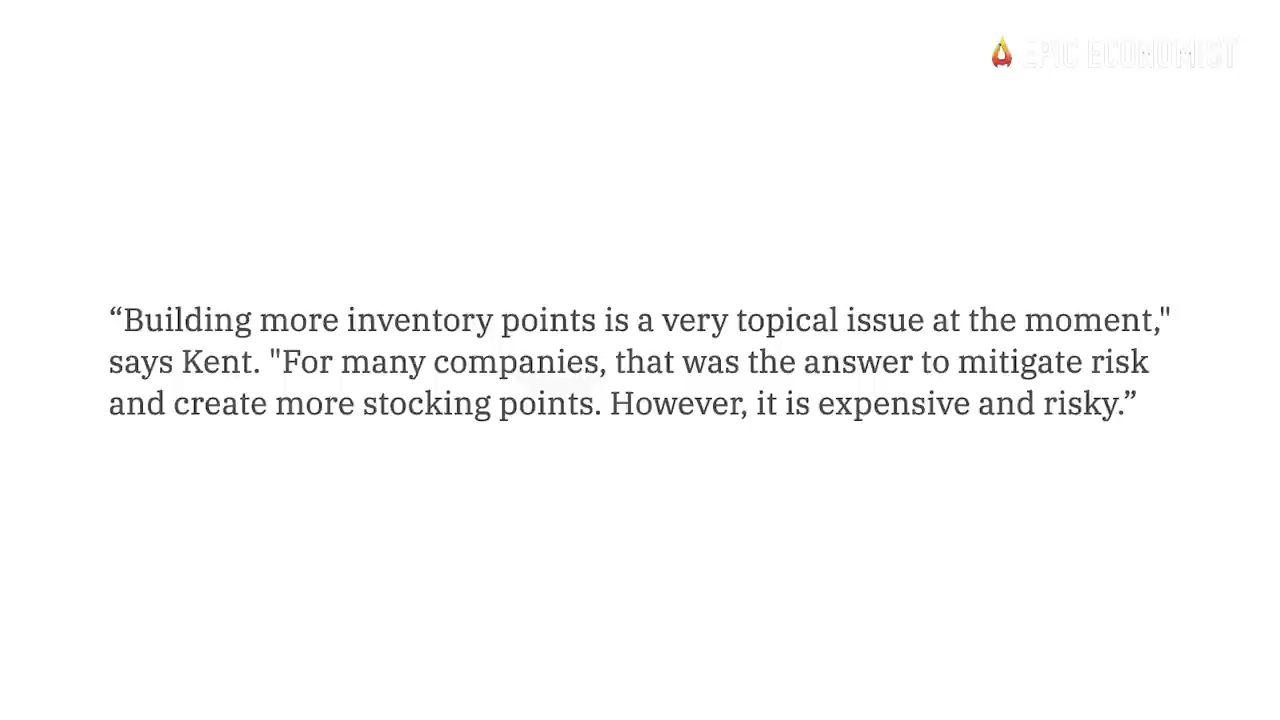 EPIC ECONOMIST
“Building more inventory points is a very topical issue at the moment,"
says Kent. "For many companies, that was the answer to mitigate risk
and create more stocking points. However, it is expensive and risky.”